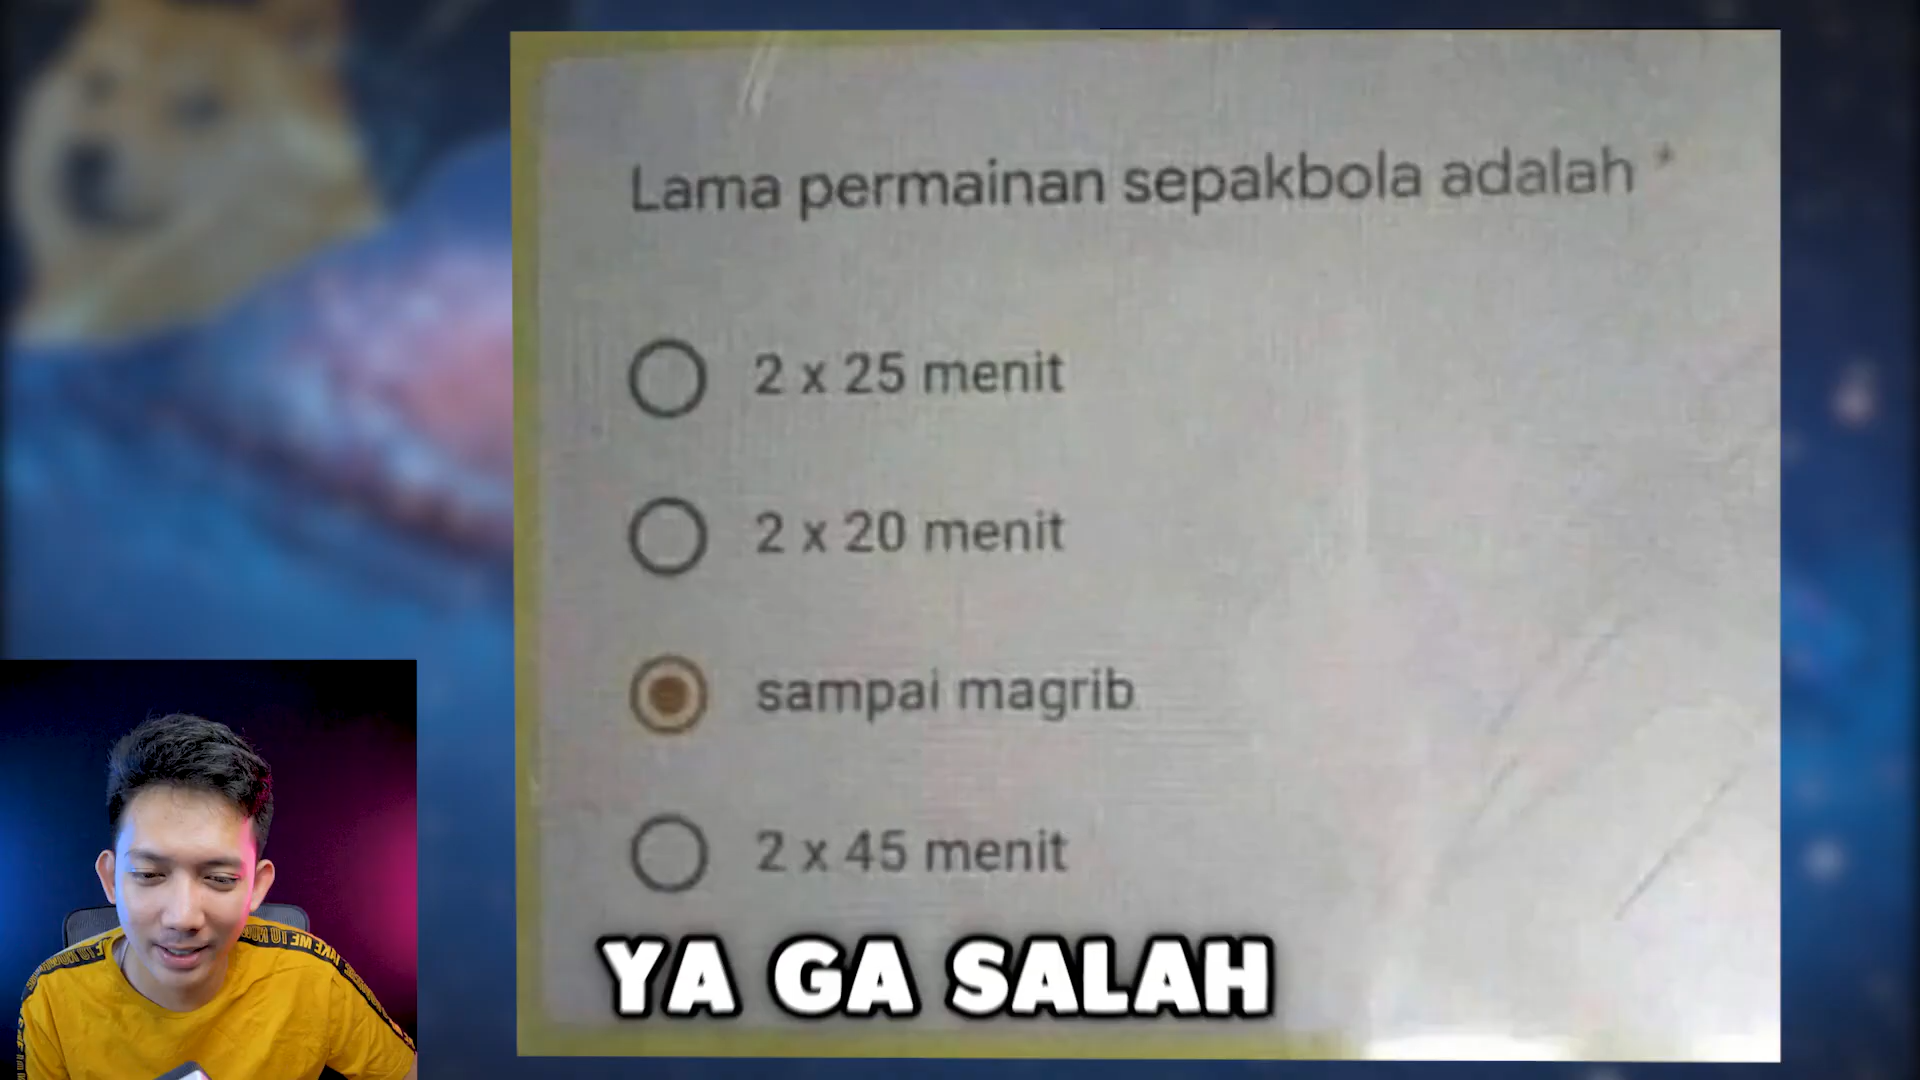 Lama permainan sepakbola adalah *
2 x 25 menit
2 x 20 menit
sampai magrib
2 x 45 menit
YA GA SALAH